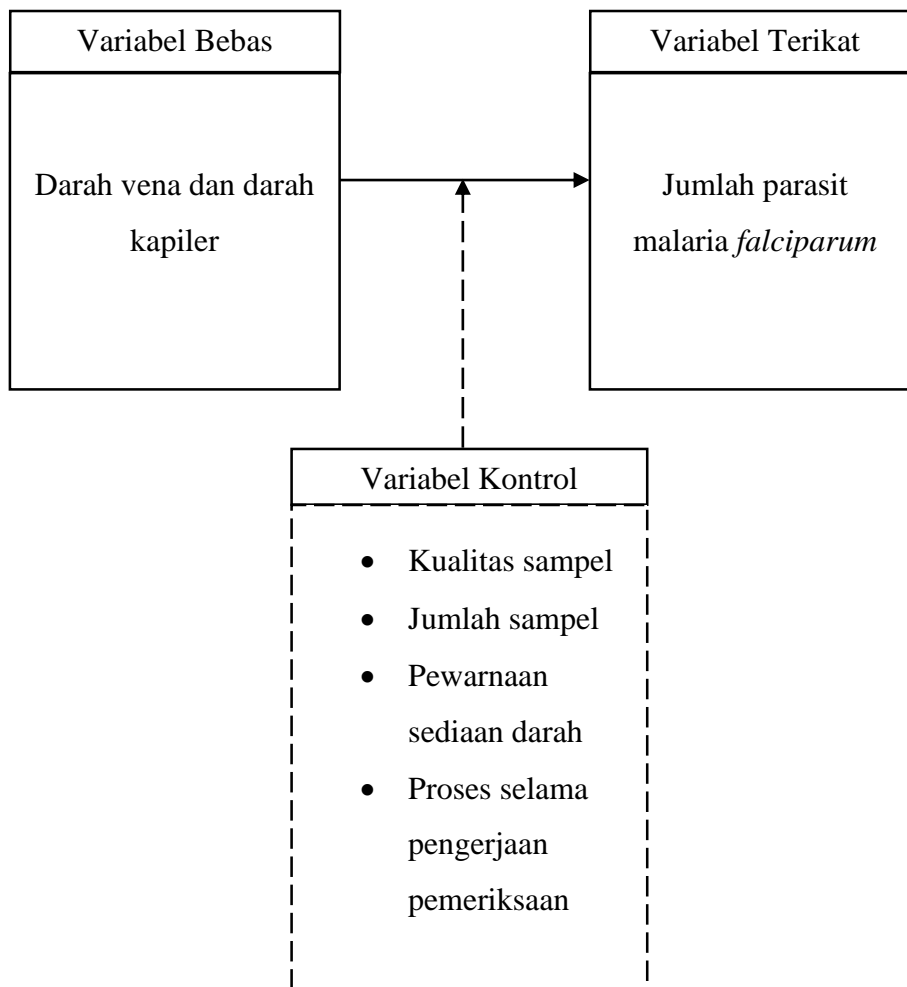 Variabel Bebas
Darah vena dan darah
kapiler
Variabel Terikat
Jumlah parasit
malaria falciparum
Variabel Kontrol
• Kualitas sampel
• Jumlah sampel
• Pewarnaan
sediaan darah
• Proses selama
pengerjaan
pemeriksaan